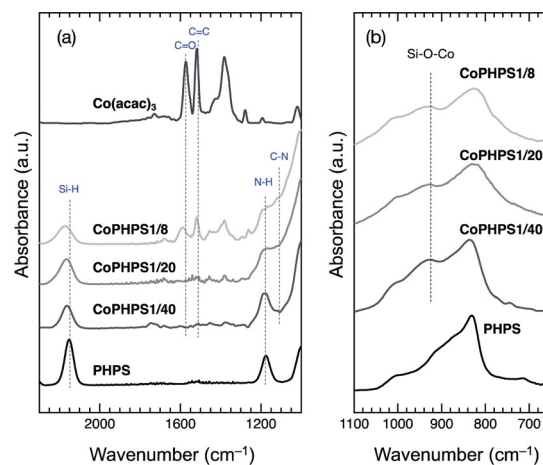 (a)
C=C
C=O
Co(acac)3
C-N
N-H
Si-H
CoPHPS1/8
CoPHPS1/20
CoPHPS1/40
PHPS
Absorbance (a.u.)
2000 1600 1200
Wavenumber (cm–1)
(b)
Si-O-Co
CoPHPS1/8
CoPHPS1/20
CoPHPS1/40
PHPS
Absorbance (a.u.)
1100 1000 900 800 700
Wavenumber (cm–1)